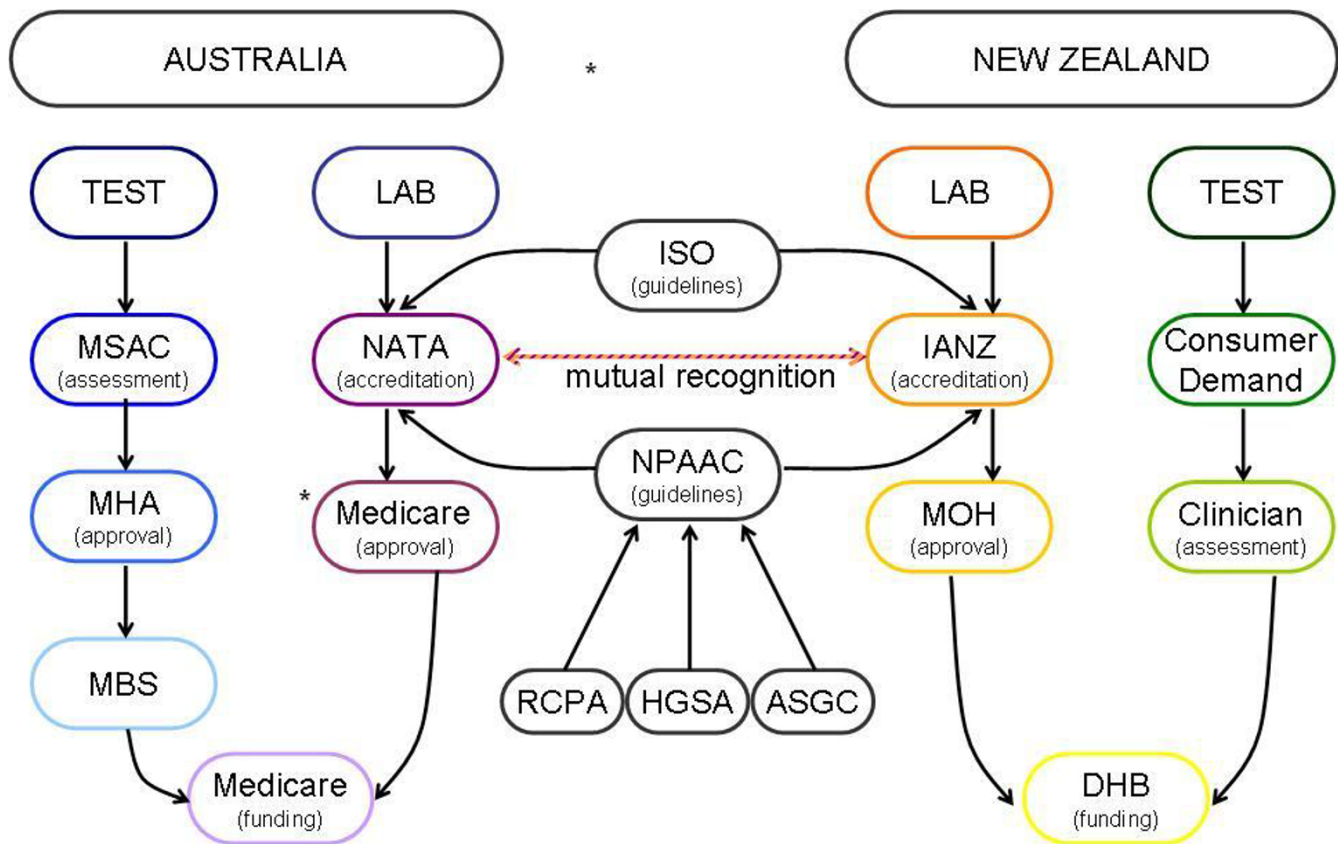 AUSTRALIA
*
NEW ZEALAND
TEST
LAB
LAB
TEST
ISO
(guidelines)
MSAC
(assessment)
NATA
(accreditation)
mutual recognition
IANZ
(accreditation)
Consumer
Demand
NPAAC
(guidelines)
MHA
(approval)
*
Medicare
(approval)
MOH
(approval)
Clinician
(assessment)
MBS
RCPA
HGSA
ASGC
Medicare
(funding)
DHB
(funding)